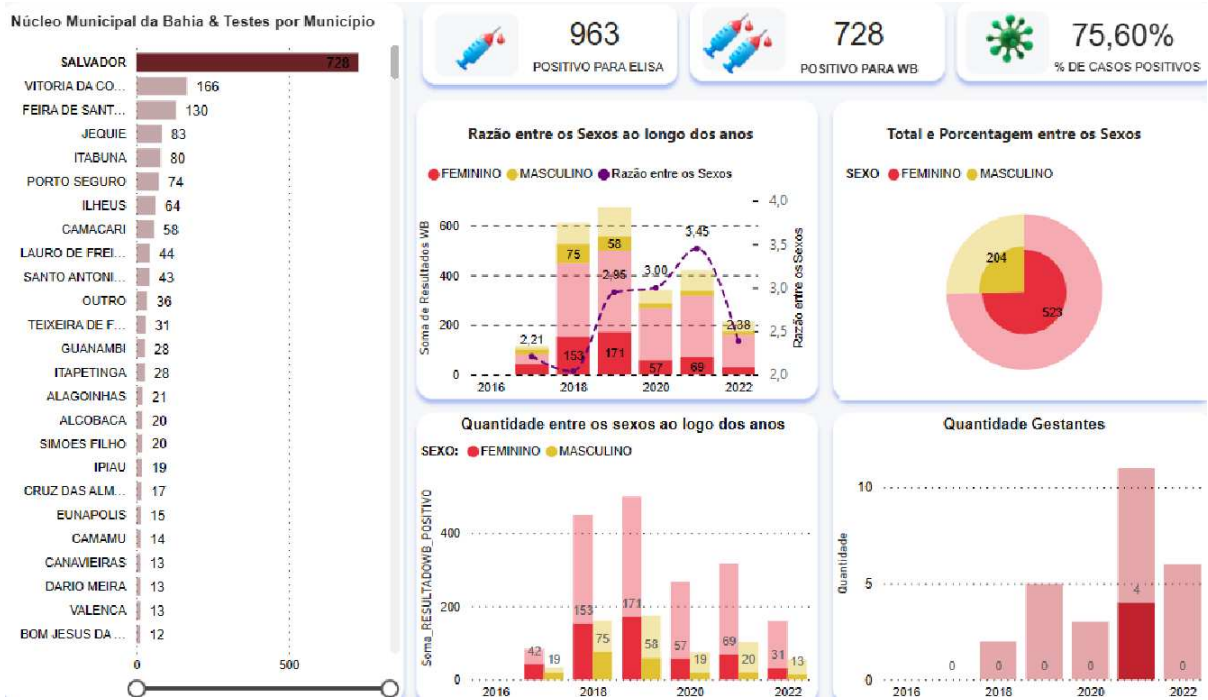 Núcleo Municipal da Bahia & Testes por Município
SALVADOR 728
VITORIA DA CO... 166
FEIRA DE SANT... 130
JEQUIE 83
ITABUNA 80
PORTO SEGURO 74
ILHEUS 64
CAMACARI 58
LAURO DE FREI... 44
SANTO ANTONI... 43
OUTRO 36
TEIXEIRA DE F... 31
GUANAMBI 28
ITAPETINGA 28
ALAGOINHAS 21
ALCOBACA 20
SIMOES FILHO 20
IPIAU 19
CRUZ DAS ALM... 17
EUNAPOLIS 15
CAMAMU 14
CANAVIEIRAS 13
DARIO MEIRA 13
VALENCA 13
BOM JESUS DA ... 12
0 500
963
POSITIVO PARA ELISA
728
POSITIVO PARA WB
75,60%
% DE CASOS POSITIVOS
Razão entre os Sexos ao longo dos anos
FEMININO MASCULINO Razão entre os Sexos
Soma de Resultados WB
600
400
200
0
4,0
3,5
3,0
2,5
2,0
Razão entre os Sexos
2,21
75
153
58
2,95
171
3,00
57
3,45
69
2,38
2016 2018 2020 2022
Total e Porcentagem entre os Sexos
SEXO FEMININO MASCULINO
204
523
Quantidade entre os sexos ao logo dos anos
SEXO: FEMININO MASCULINO
Soma_RESULTADOWB_POSITIVO
400
200
0
42 19 153 75 171 58 57 19 69 20 31 13
2016 2018 2020 2022
Quantidade Gestantes
Quantidade
10
5
0
0 0 0 0 4 0
2016 2018 2020 2022